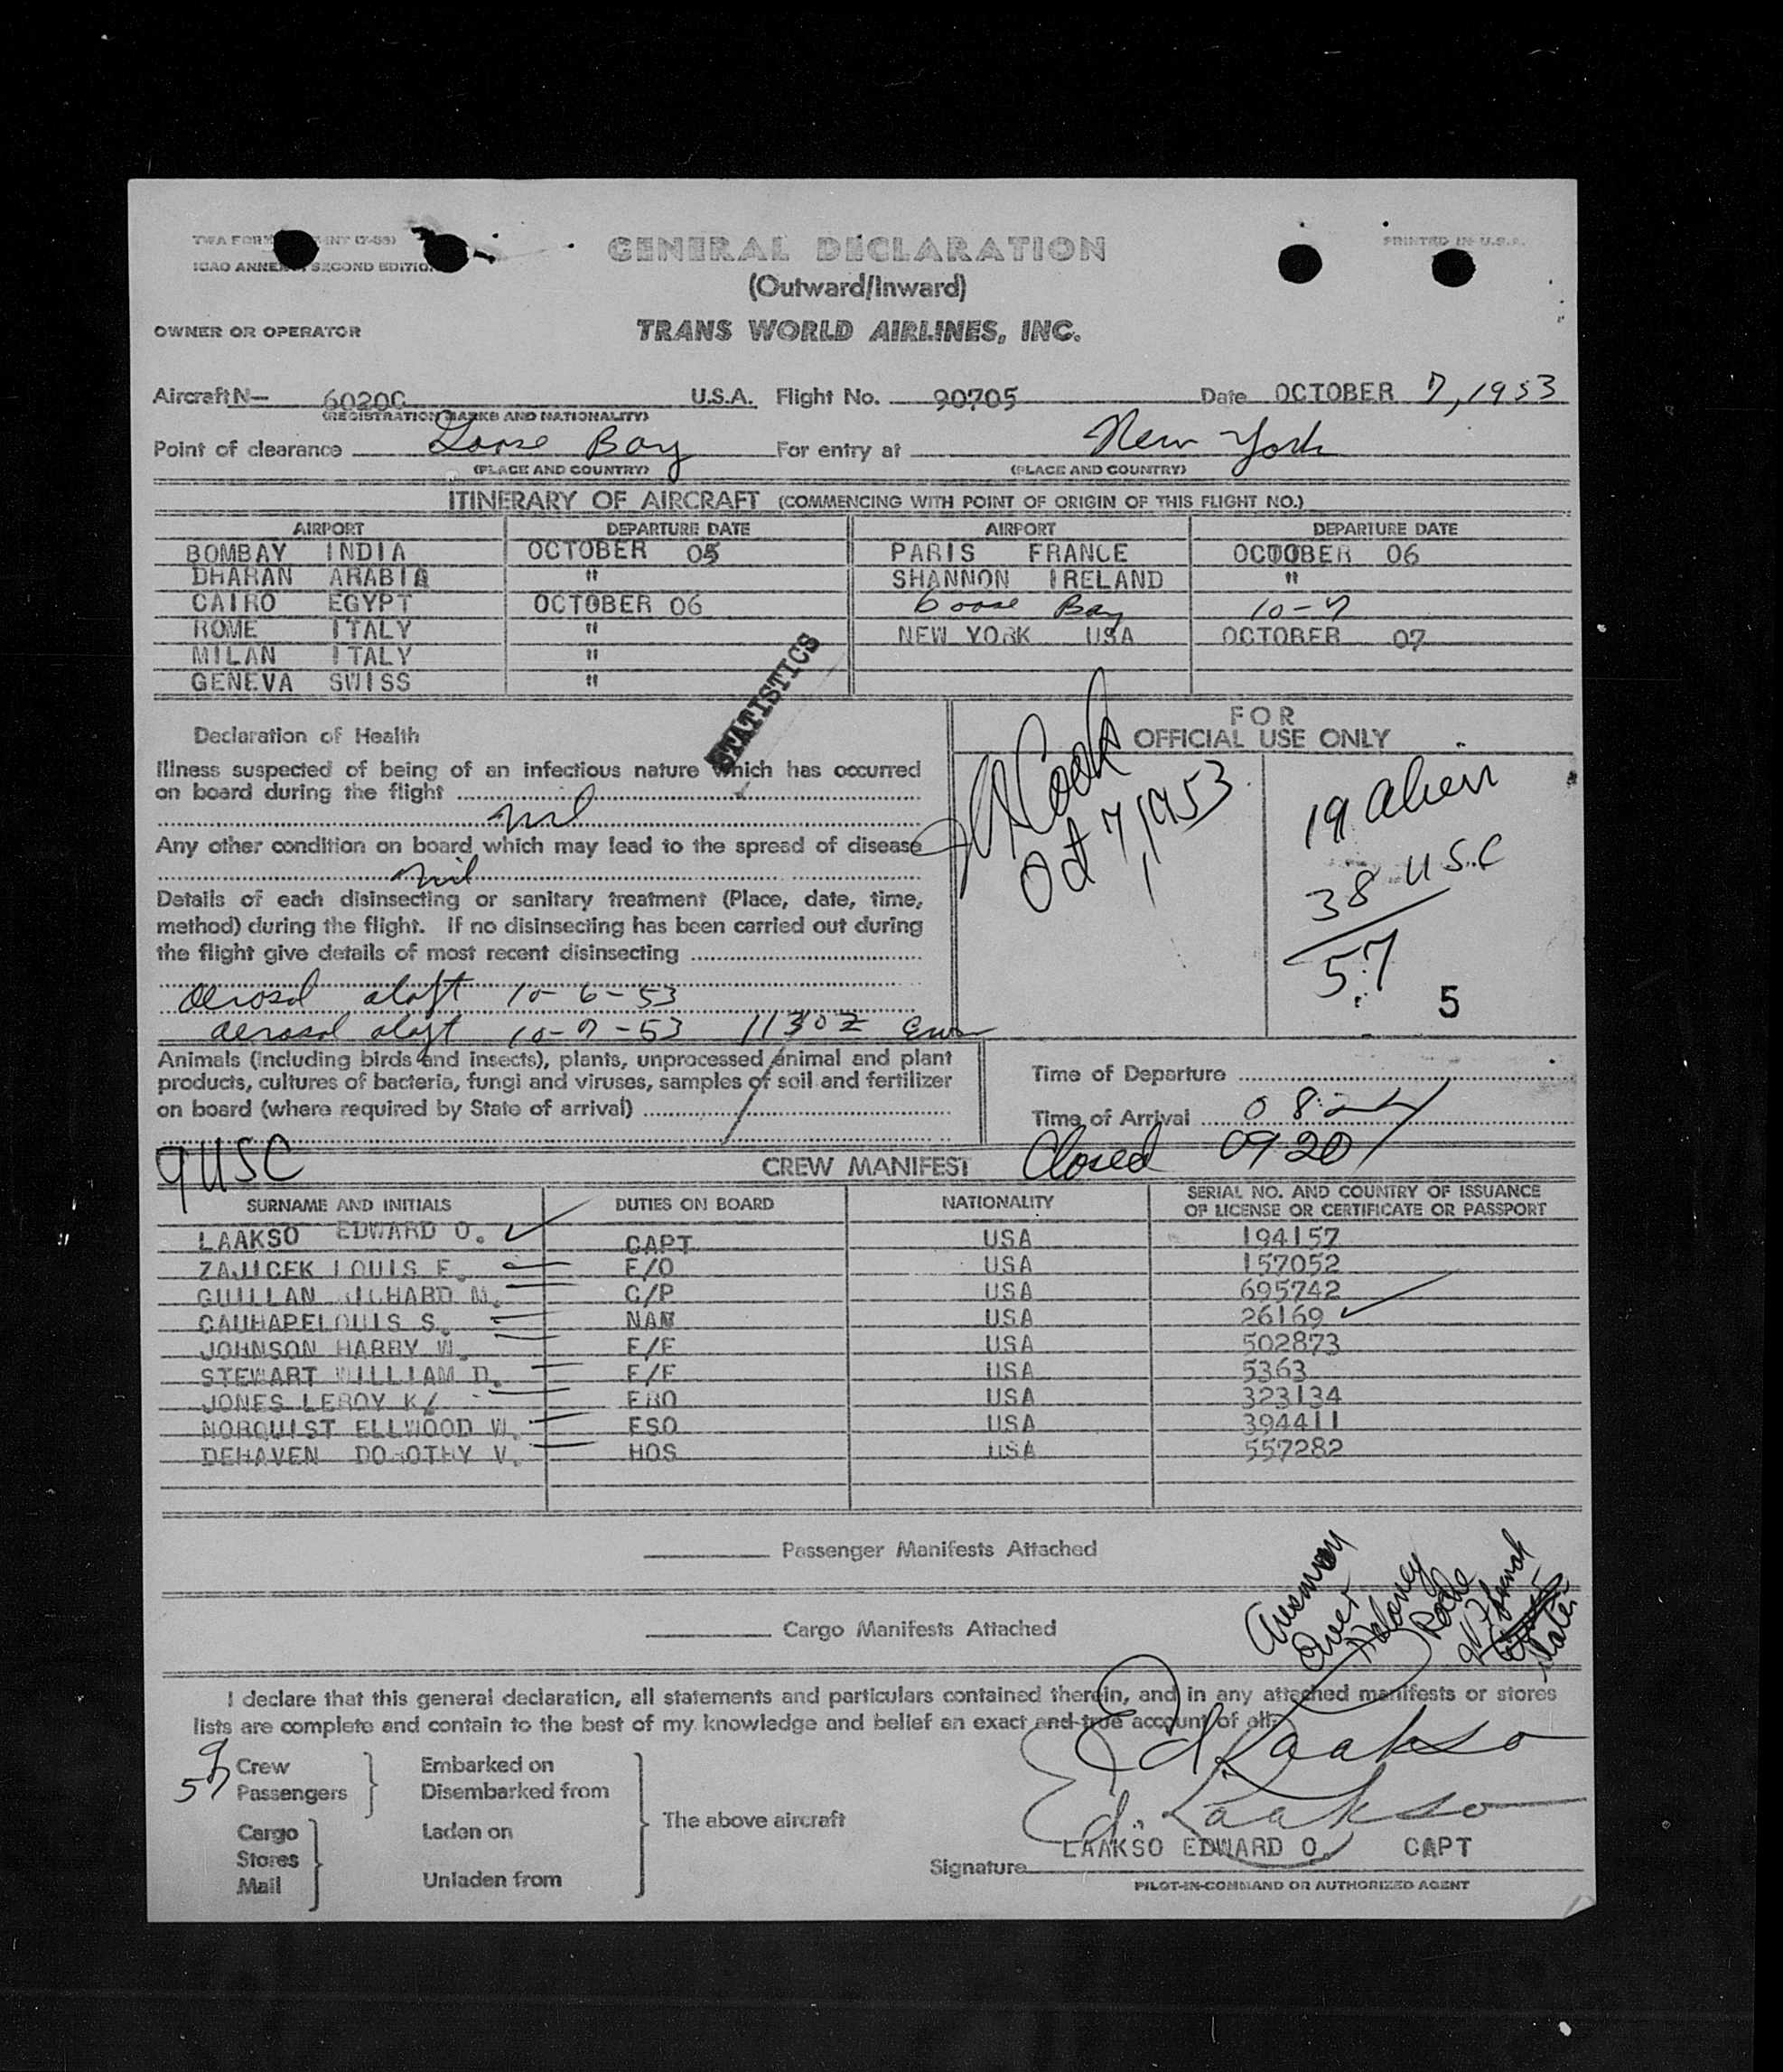 TWA FORM INT (7-53)
ICAO ANNEX SECOND EDITION
GENERAL DECLARATION
PRINTED IN U.S.A.
(Outward/Inward)
OWNER OR OPERATOR TRANS WORLD AIRLINES, INC.
Aircraft N— 6020C U.S.A. Flight No. 90705 Date OCTOBER 7, 1953
(REGISTRATION MARKS AND NATIONALITY)
Point of clearance Goose Bay For entry at New York
(PLACE AND COUNTRY) (PLACE AND COUNTRY)
ITINERARY OF AIRCRAFT (COMMENCING WITH POINT OF ORIGIN OF THIS FLIGHT NO.)
AIRPORT DEPARTURE DATE AIRPORT DEPARTURE DATE
BOMBAY INDIA OCTOBER 05 PARIS FRANCE OCTOBER 06
DHARAN ARABIA " SHANNON IRELAND "
CAIRO EGYPT OCTOBER 06 Goose Bay 10-7
ROME ITALY " NEW YORK USA OCTOBER 07
MILAN ITALY "
GENEVA SWISS "
STATISTICS
Declaration of Health
Illness suspected of being of an infectious nature which has occurred
on board during the flight
nil
Any other condition on board which may lead to the spread of disease
nil
Details of each disinsecting or sanitary treatment (Place, date, time,
method) during the flight. If no disinsecting has been carried out during
the flight give details of most recent disinsecting
aerosol aloft 10-6-53
aerosol aloft 10-7-53 1130Z
FOR
OFFICIAL USE ONLY
Cook
Oct 7, 1953
19 alien
38 USC
57
5
Animals (including birds and insects), plants, unprocessed animal and plant
products, cultures of bacteria, fungi and viruses, samples of soil and fertilizer
on board (where required by State of arrival)
Time of Departure
Time of Arrival
Closed 0920
9 USC
CREW MANIFEST
SURNAME AND INITIALS DUTIES ON BOARD NATIONALITY SERIAL NO. AND COUNTRY OF ISSUANCE
OF LICENSE OR CERTIFICATE OR PASSPORT
LAAKSO EDWARD O. CAPT USA 194157
ZAJICEK LOUIS F. F/O USA 157052
GUILLAN RICHARD M. C/P USA 695742
CAUHAPELOUIS S. NAN USA 26169
JOHNSON HARRY W. F/E USA 502873
STEWART WILLIAM D. F/E USA 5363
JONES LEROY K. FRO USA 323134
NORQUIST ELLWOOD W. FSO USA 394411
DEHAVEN DOROTHY V. HOS USA 557282
Passenger Manifests Attached
Cargo Manifests Attached
I declare that this general declaration, all statements and particulars contained therein, and in any attached manifests or stores
lists are complete and contain to the best of my knowledge and belief an exact and true account of all:
9 Crew
57 Passengers
Embarked on
Disembarked from
Cargo
Stores
Mail
Laden on
Unladen from
The above aircraft
Ed Laakso
Ed. Laakso
LAAKSO EDWARD O. CAPT
Signature
PILOT-IN-COMMAND OR AUTHORIZED AGENT